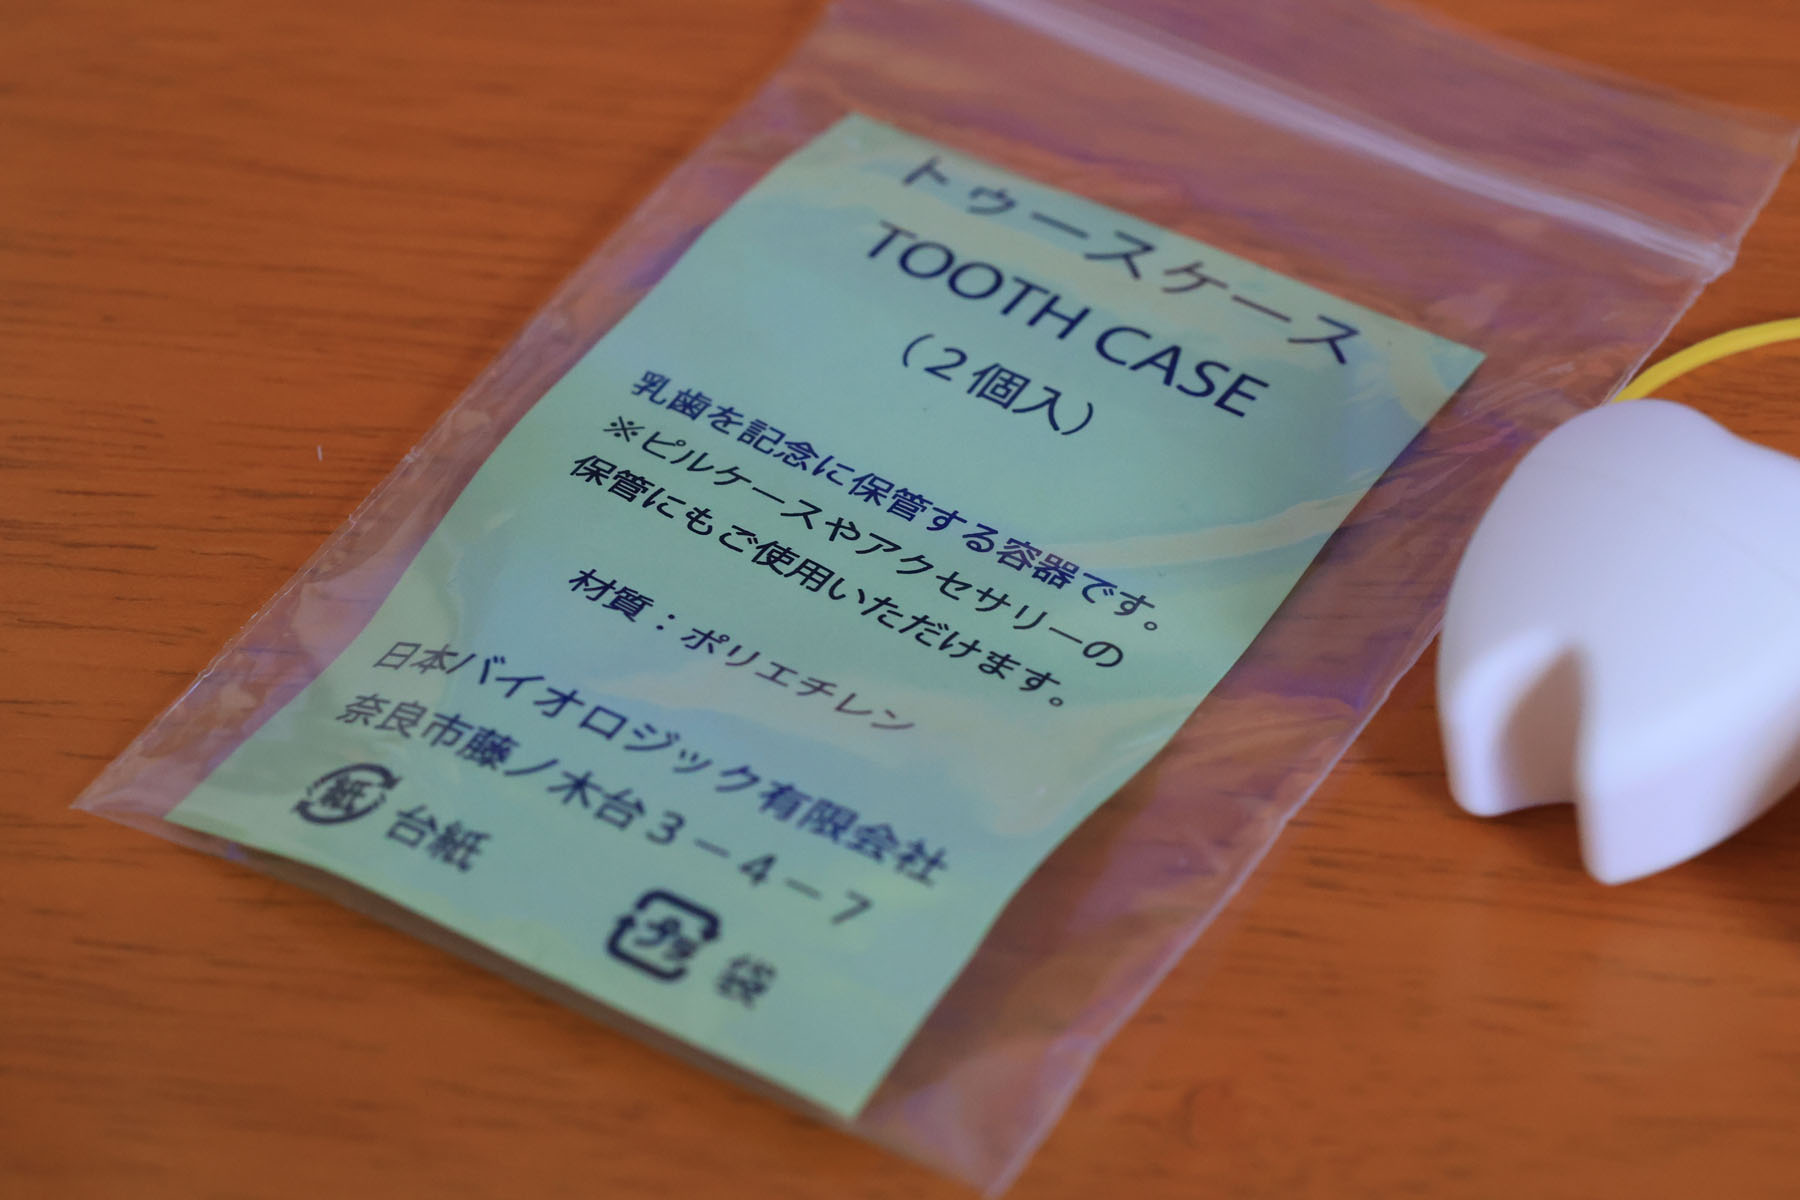 トゥースケース
TOOTH CASE
（２個入）
乳歯を記念に保管する容器です。
※ピルケースやアクセサリーの
保管にもご使用いただけます。
材質：ポリエチレン
日本バイオロジック有限会社
奈良市藤ノ木台３－４－７
紙 台紙
プラ 袋